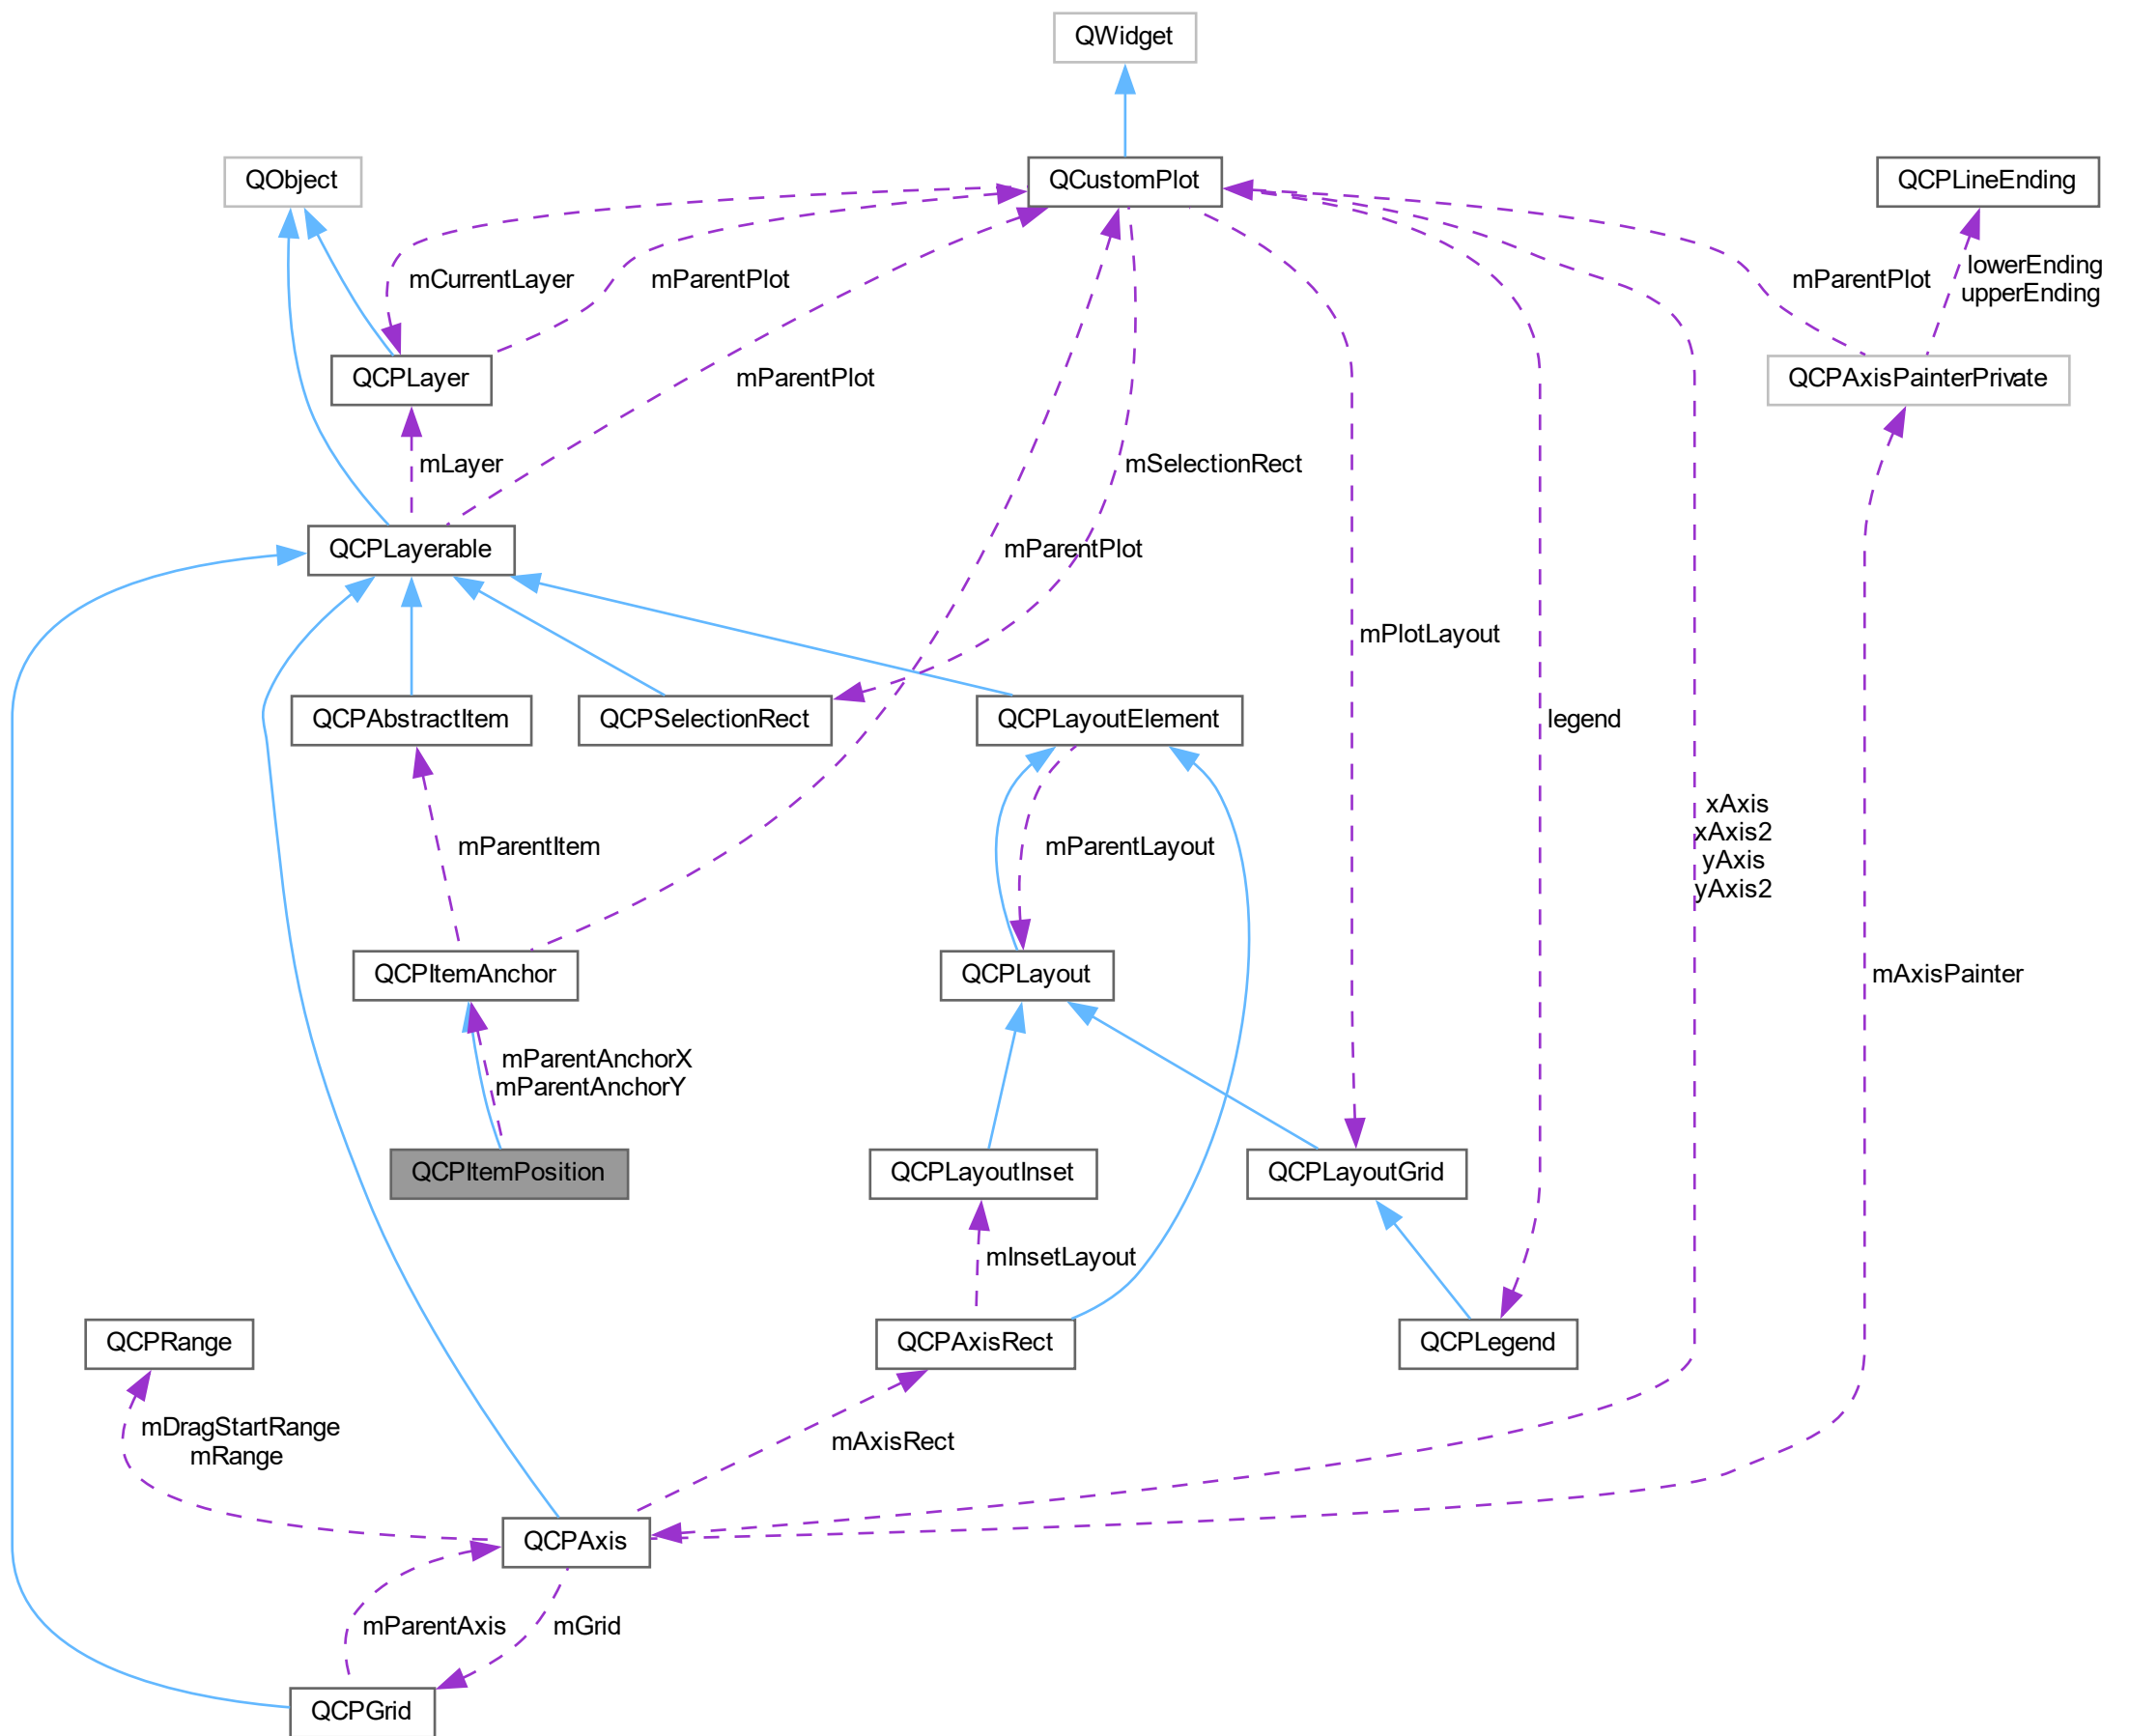 QWidget
QObject
QCustomPlot
QCPLineEnding
mCurrentLayer
mParentPlot
mParentPlot
lowerEnding
upperEnding
QCPLayer
mParentPlot
QCPAxisPainterPrivate
mLayer
mSelectionRect
QCPLayerable
mParentPlot
mPlotLayout
QCPAbstractItem
QCPSelectionRect
QCPLayoutElement
legend
mParentItem
mParentLayout
xAxis
xAxis2
yAxis
yAxis2
QCPItemAnchor
QCPLayout
mAxisPainter
mParentAnchorX
mParentAnchorY
QCPItemPosition
QCPLayoutInset
QCPLayoutGrid
mInsetLayout
QCPRange
QCPAxisRect
QCPLegend
mDragStartRange
mRange
mAxisRect
QCPAxis
mParentAxis
mGrid
QCPGrid